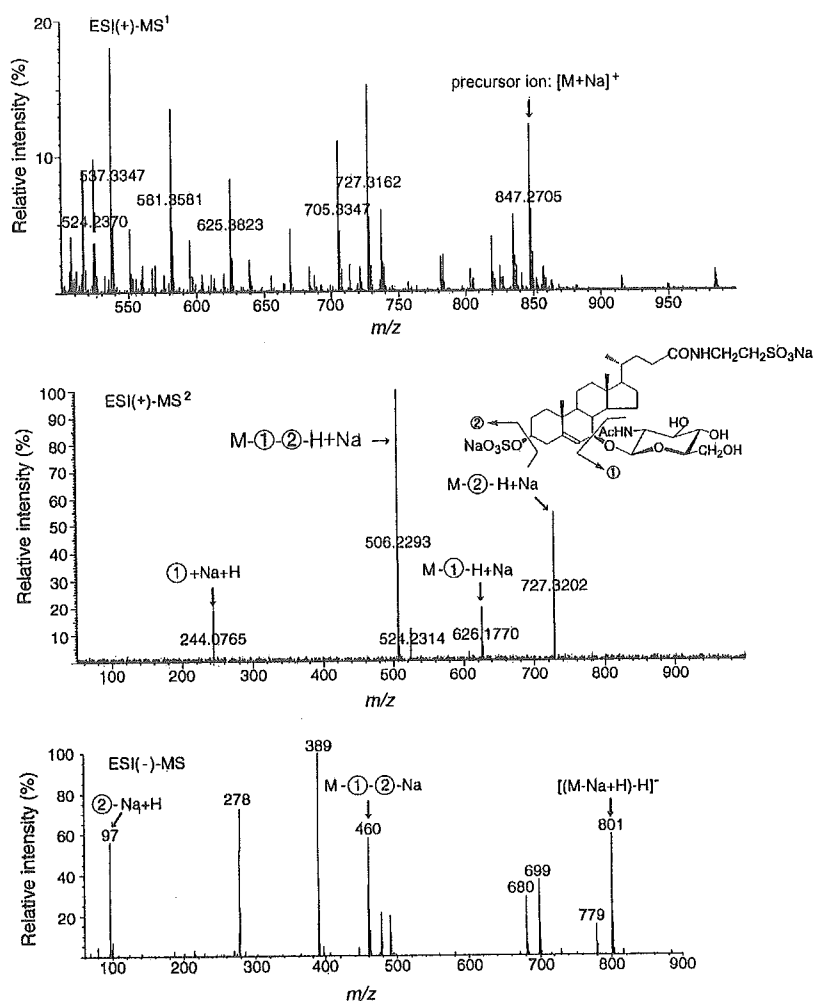 ESI(+)-MS1
Relative intensity (%)
20
10
precursor ion: [M+Na]+
537.3347
524.2370
581.3581
625.3823
705.3347
727.3162
847.2705
550 600 650 700 750 800 850 900 950
m/z
ESI(+)-MS2
Relative intensity (%)
100
90
80
70
60
50
40
30
20
10
M-①-②-H+Na
506.2293
①+Na+H
244.0765
524.2314
M-①-H+Na
626.1770
M-②-H+Na
727.3202
CONHCH2CH2SO3Na
②
NaO3SO
AcHN
HO
OH
O
O
CH2OH
①
200 300 400 500 600 700 800 900
m/z
ESI(-)-MS
Relative intensity (%)
100
80
60
40
20
②-Na+H
97
278
389
M-①-②-Na
460
680
699
779
[(M-Na+H)-H]-
801
100 200 300 400 500 600 700 800 900
m/z